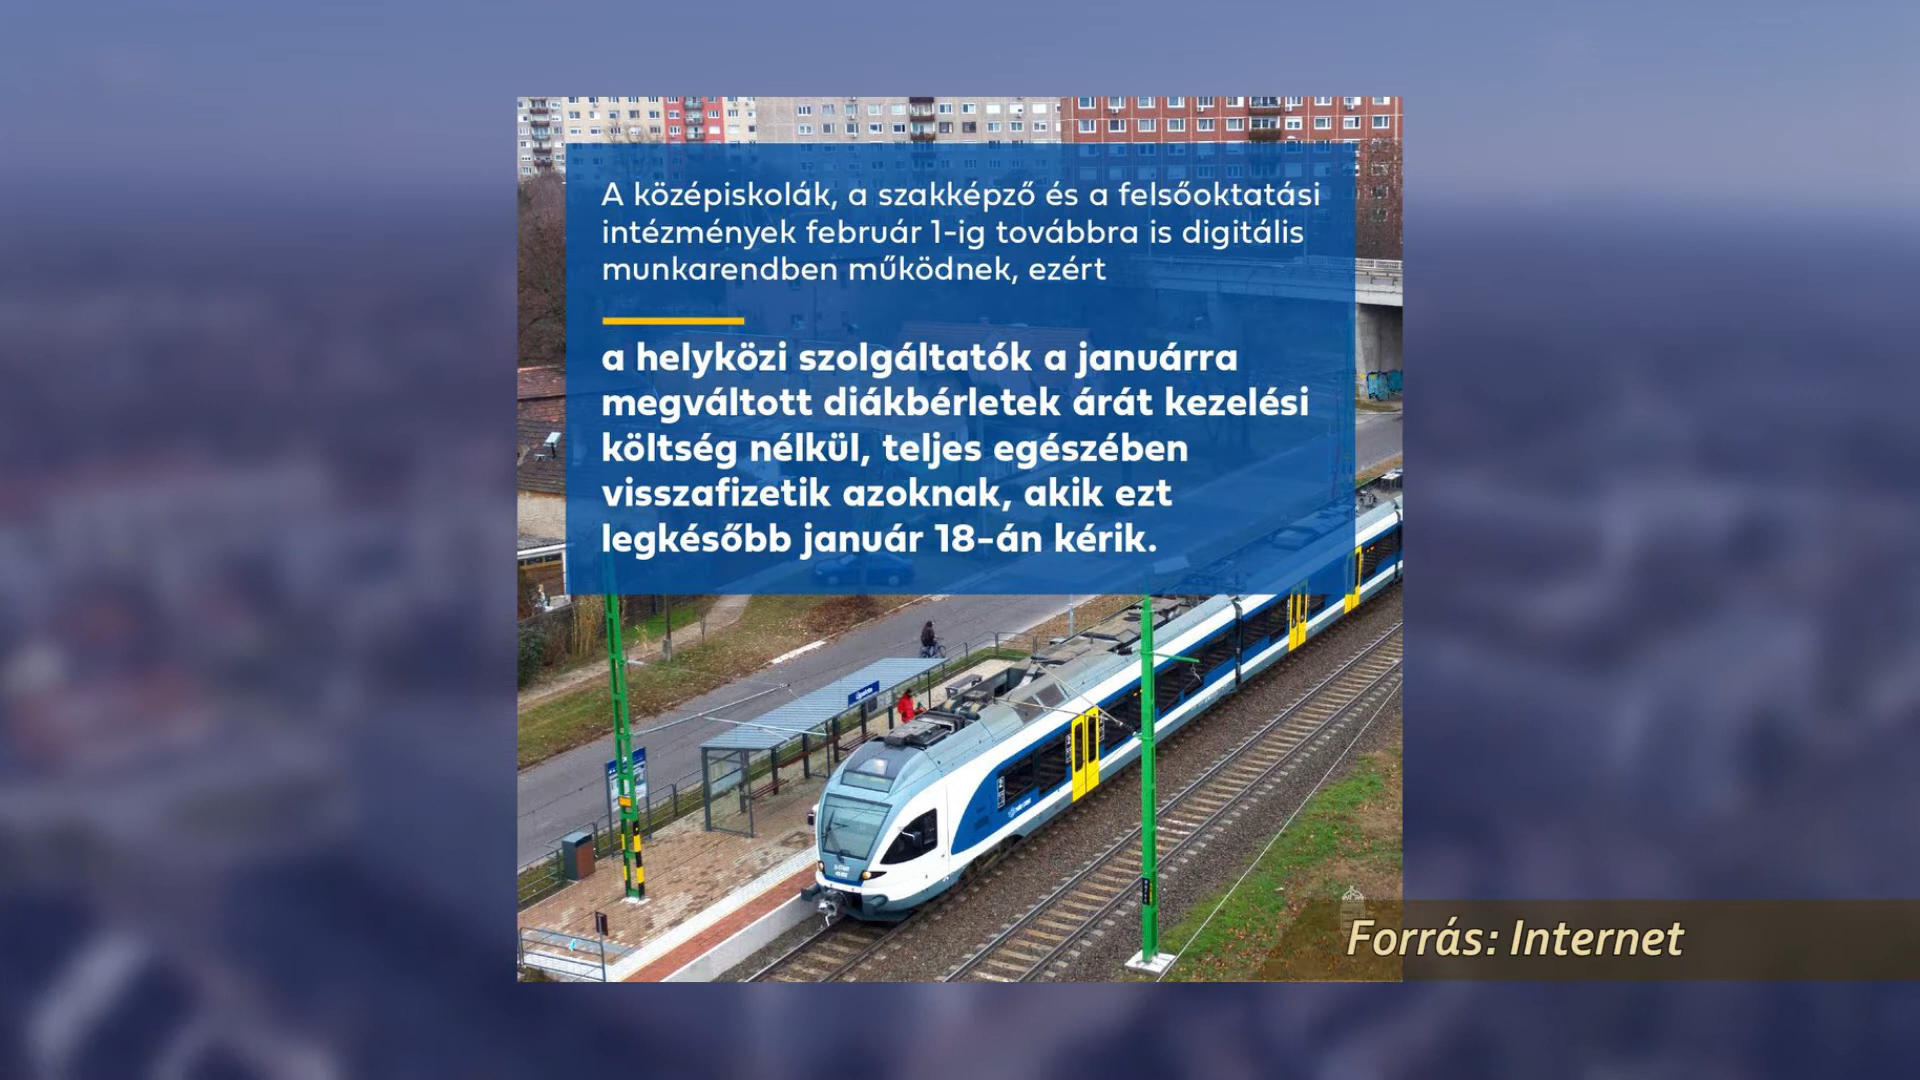 A középiskolák, a szakképző és a felsőoktatási
intézmények február 1-ig továbbra is digitális
munkarendben működnek, ezért
a helyközi szolgáltatók a januárra
megváltott diákbérletek árát kezelési
költség nélkül, teljes egészében
visszafizetik azoknak, akik ezt
legkésőbb január 18-án kérik.
Forrás: Internet